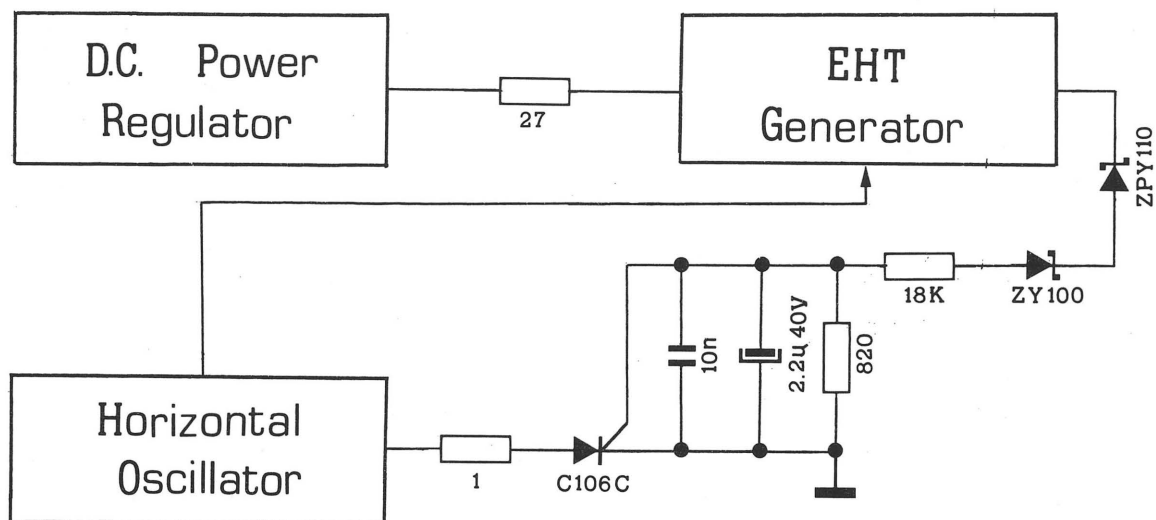 D.C. Power
Regulator
27
EHT
Generator
ZPY110
18K
ZY100
10n
2.2u 40V
820
Horizontal
Oscillator
1
C106C